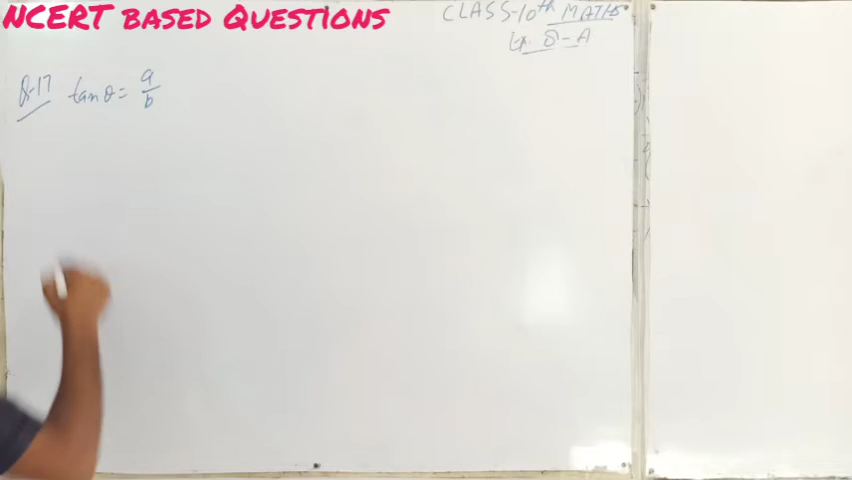 NCERT BASED QUESTIONS
CLASS-10th MATHS
Ex. 8-A
Q-17 tan θ = a/b